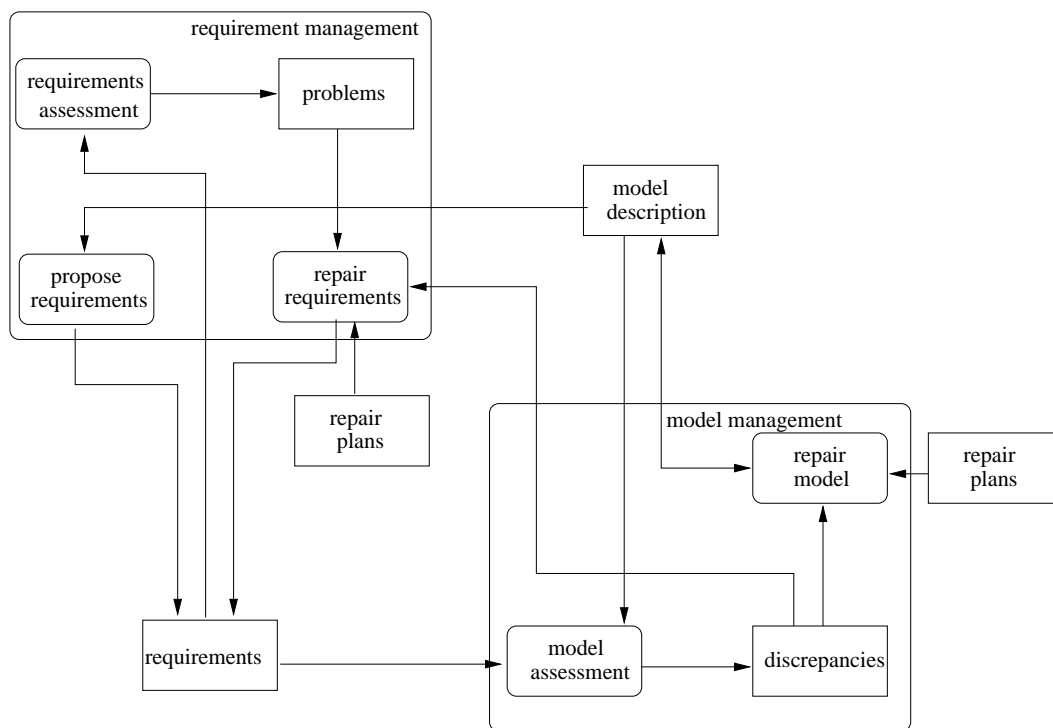 requirement management
requirements
assessment
problems
model
description
propose
requirements
repair
requirements
repair
plans
model management
repair
model
repair
plans
requirements
model
assessment
discrepancies